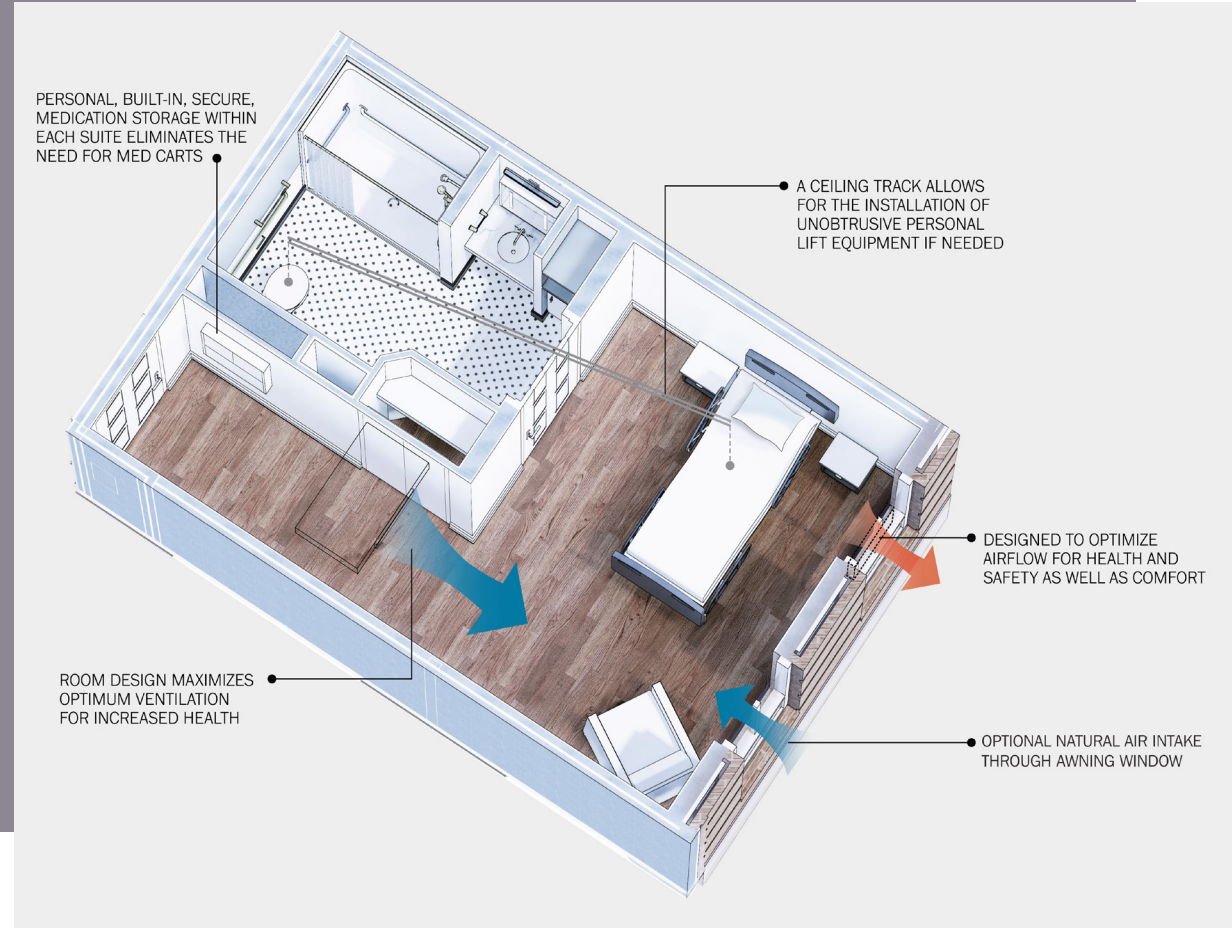 PERSONAL, BUILT-IN, SECURE,
MEDICATION STORAGE WITHIN
EACH SUITE ELIMINATES THE
NEED FOR MED CARTS
A CEILING TRACK ALLOWS
FOR THE INSTALLATION OF
UNOBTRUSIVE PERSONAL
LIFT EQUIPMENT IF NEEDED
DESIGNED TO OPTIMIZE
AIRFLOW FOR HEALTH AND
SAFETY AS WELL AS COMFORT
ROOM DESIGN MAXIMIZES
OPTIMUM VENTILATION
FOR INCREASED HEALTH
OPTIONAL NATURAL AIR INTAKE
THROUGH AWNING WINDOW